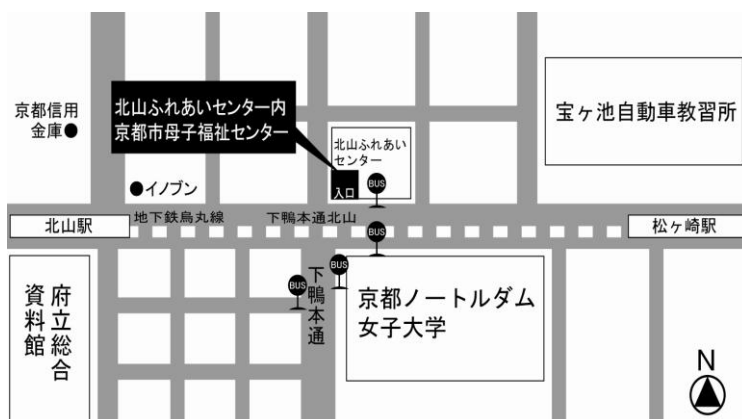 京都信用
金庫●
北山ふれあいセンター内
京都市母子福祉センター
北山ふれあい
センター
入口
BUS
宝ヶ池自動車教習所
●イノブン
北山駅
地下鉄烏丸線
下鴨本通北山
BUS
松ヶ崎駅
府立総合
資料館
BUS
BUS
下鴨本通
京都ノートルダム
女子大学
N